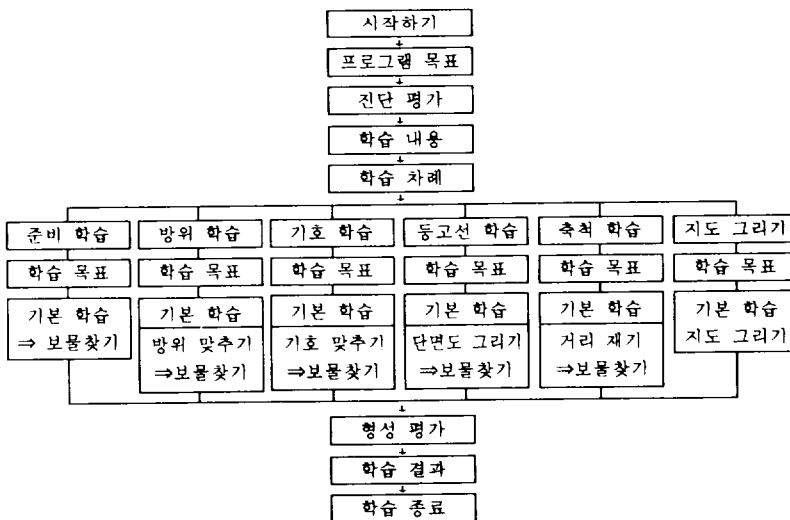 시작하기
프로그램 목표
진단 평가
학습 내용
학습 차례
준비 학습 방위 학습 기호 학습 등고선 학습 축척 학습 지도 그리기
학습 목표 학습 목표 학습 목표 학습 목표 학습 목표 학습 목표
기본 학습
⇒ 보물찾기
기본 학습
방위 맞추기
⇒보물찾기
기본 학습
기호 맞추기
⇒보물찾기
기본 학습
단면도 그리기
⇒보물찾기
기본 학습
거리 재기
⇒보물찾기
기본 학습
지도 그리기
형성 평가
학습 결과
학습 종료